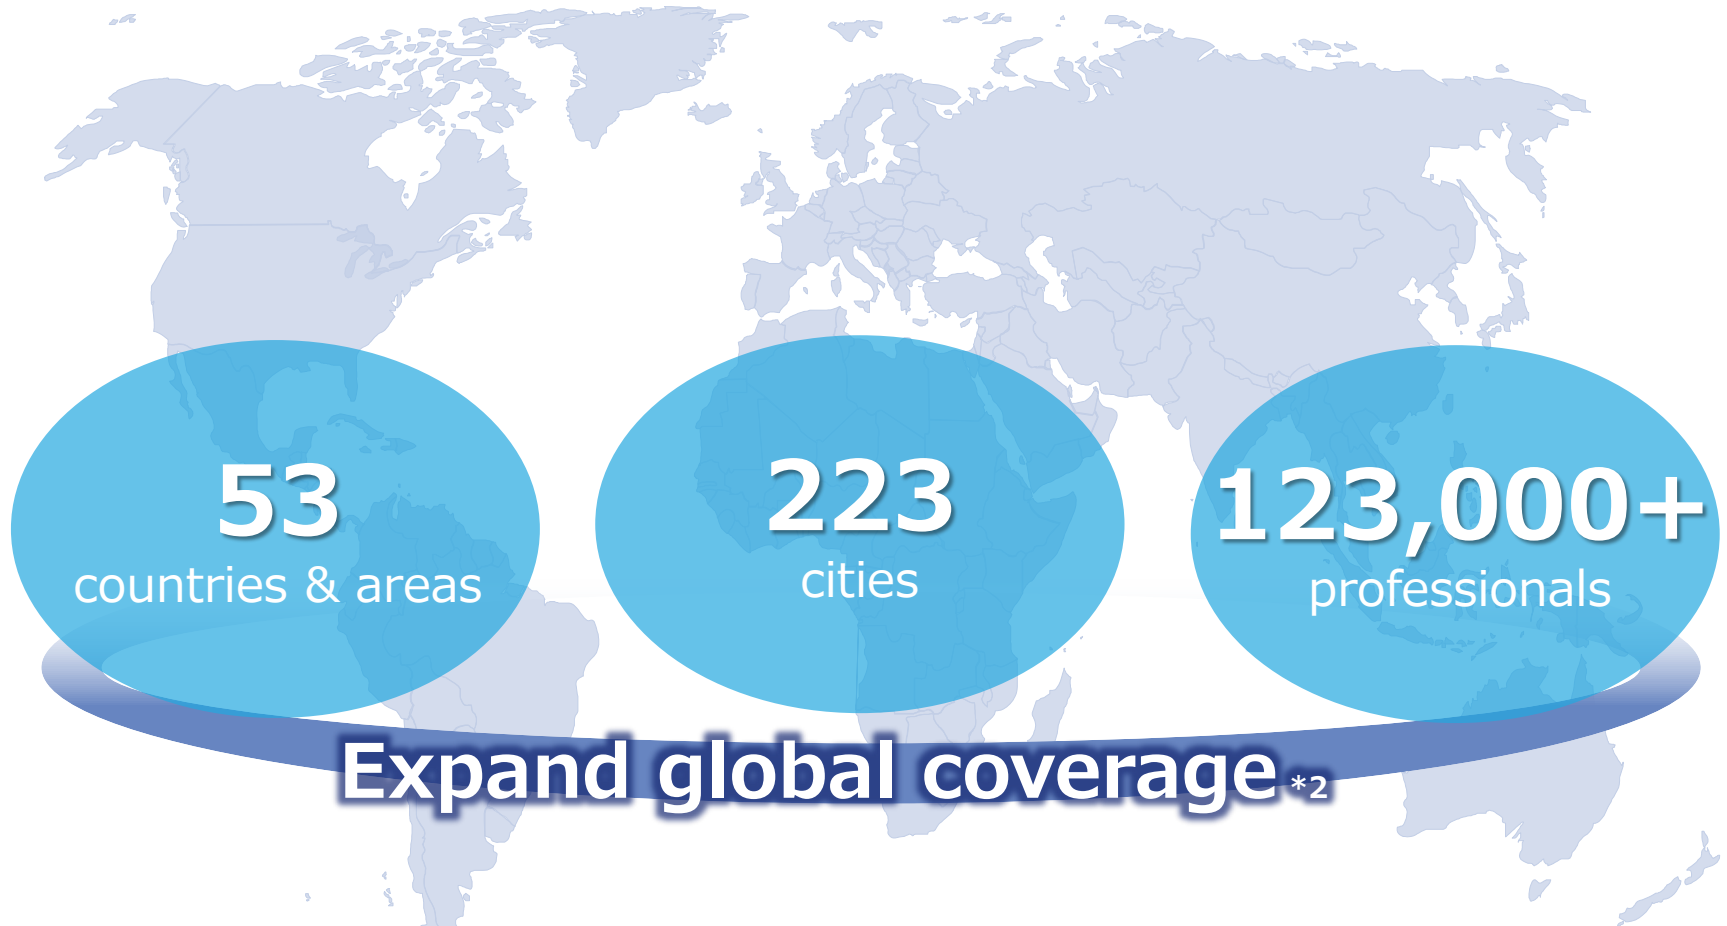 53
countries & areas
223
cities
123,000+
professionals
Expand global coverage *2